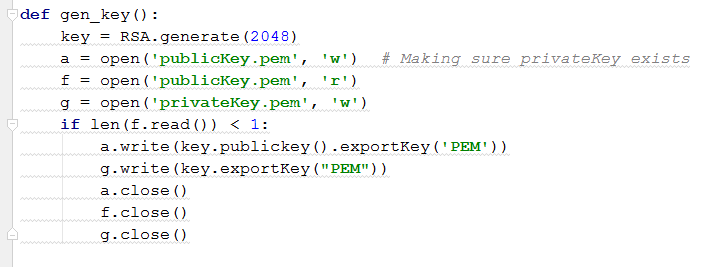 def gen_key():
    key = RSA.generate(2048)
    a = open('publicKey.pem', 'w')  # Making sure privateKey exists
    f = open('publicKey.pem', 'r')
    g = open('privateKey.pem', 'w')
    if len(f.read()) < 1:
        a.write(key.publickey().exportKey('PEM'))
        g.write(key.exportKey("PEM"))
        a.close()
        f.close()
        g.close()